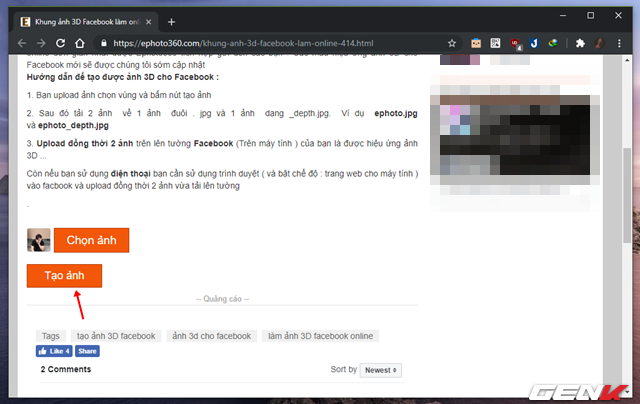 Khung ảnh 3D Facebook làm onli
https://ephoto360.com/khung-anh-3d-facebook-lam-online-414.html
Facebook mới sẽ được chúng tôi sớm cập nhật
Hướng dẫn để tạo được ảnh 3D cho Facebook :
1. Bạn upload ảnh chọn vùng và bấm nút tạo ảnh
2. Sau đó tải 2 ảnh về 1 ảnh đuôi . jpg và 1 ảnh dạng _depth.jpg. Ví dụ ephoto.jpg
và ephoto_depth.jpg
3. Upload đồng thời 2 ảnh trên lên tường Facebook (Trên máy tính ) của bạn là được hiệu ứng ảnh
3D ...
Còn nếu bạn sử dụng điện thoại bạn cần sử dụng trình duyệt ( và bật chế độ : trang web cho máy tính )
vào facbook và upload đồng thời 2 ảnh vừa tải lên tường
.
Chọn ảnh
Tạo ảnh
-- Quảng cáo --
Tags tạo ảnh 3D facebook ảnh 3d cho facebook làm ảnh 3D facebook online
Like 4 Share
2 Comments Sort by Newest
GENK